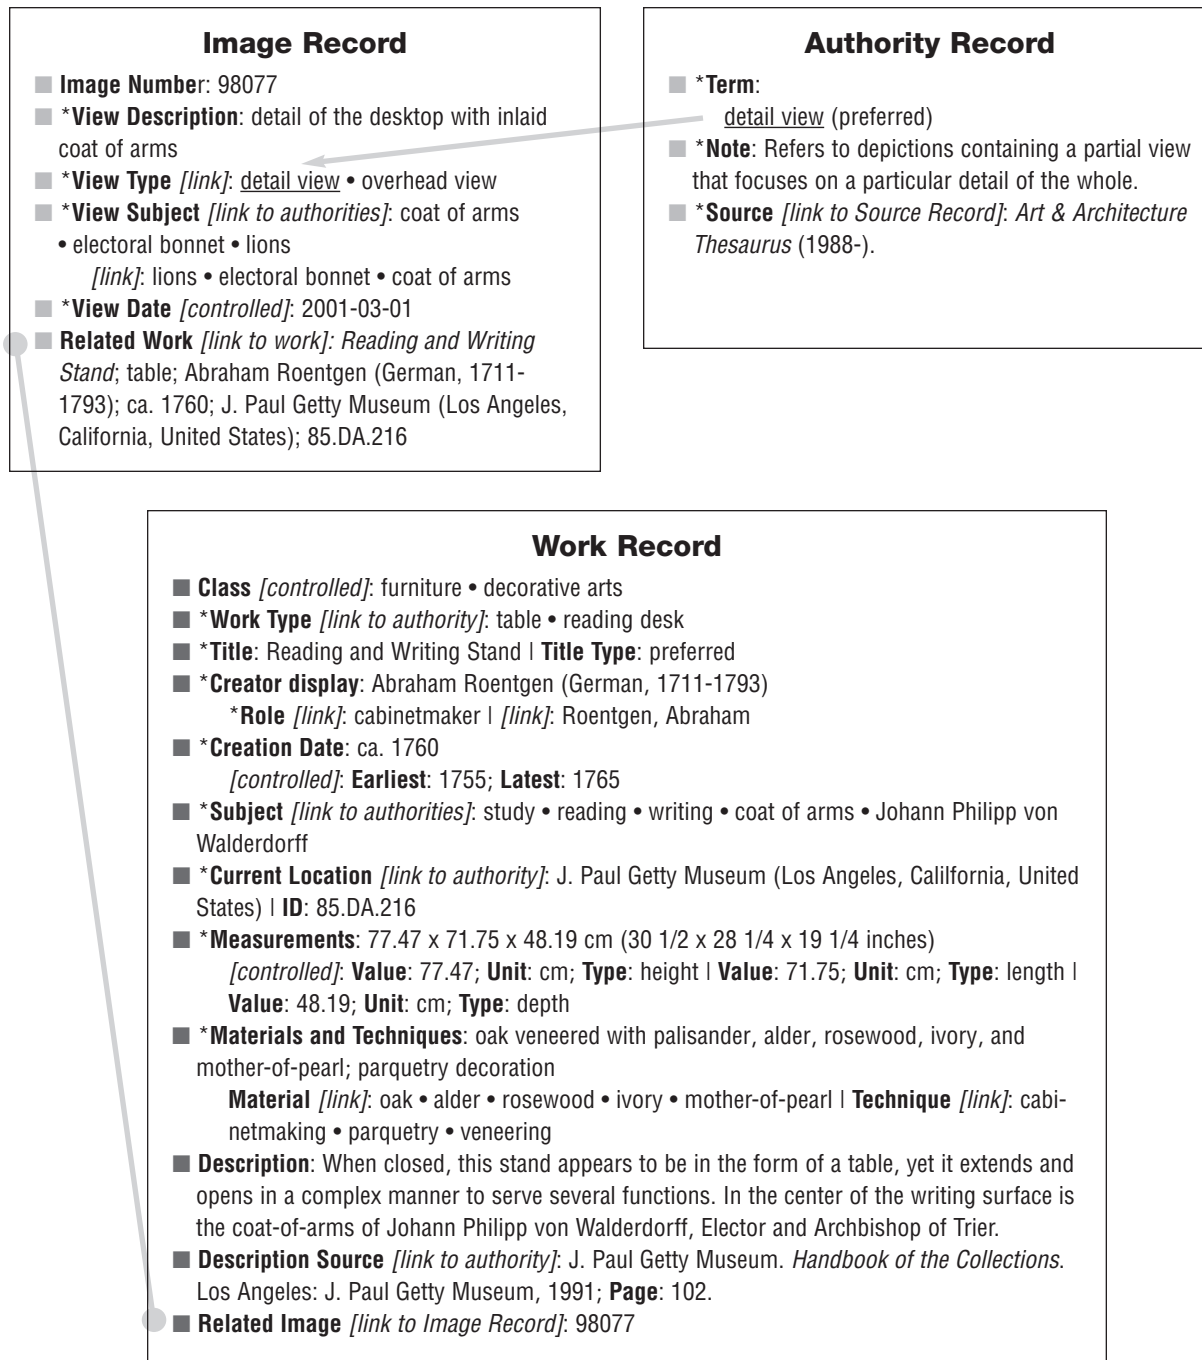 Image Record
■ Image Number: 98077
■ *View Description: detail of the desktop with inlaid
coat of arms
■ *View Type [link]: detail view • overhead view
■ *View Subject [link to authorities]: coat of arms
• electoral bonnet • lions
[link]: lions • electoral bonnet • coat of arms
■ *View Date [controlled]: 2001-03-01
■ Related Work [link to work]: Reading and Writing
Stand; table; Abraham Roentgen (German, 1711-
1793); ca. 1760; J. Paul Getty Museum (Los Angeles,
California, United States); 85.DA.216
Authority Record
■ *Term:
detail view (preferred)
■ *Note: Refers to depictions containing a partial view
that focuses on a particular detail of the whole.
■ *Source [link to Source Record]: Art & Architecture
Thesaurus (1988-).
Work Record
■ Class [controlled]: furniture • decorative arts
■ *Work Type [link to authority]: table • reading desk
■ *Title: Reading and Writing Stand | Title Type: preferred
■ *Creator display: Abraham Roentgen (German, 1711-1793)
*Role [link]: cabinetmaker | [link]: Roentgen, Abraham
■ *Creation Date: ca. 1760
[controlled]: Earliest: 1755; Latest: 1765
■ *Subject [link to authorities]: study • reading • writing • coat of arms • Johann Philipp von
Walderdorff
■ *Current Location [link to authority]: J. Paul Getty Museum (Los Angeles, Calilfornia, United
States) | ID: 85.DA.216
■ *Measurements: 77.47 x 71.75 x 48.19 cm (30 1/2 x 28 1/4 x 19 1/4 inches)
[controlled]: Value: 77.47; Unit: cm; Type: height | Value: 71.75; Unit: cm; Type: length |
Value: 48.19; Unit: cm; Type: depth
■ *Materials and Techniques: oak veneered with palisander, alder, rosewood, ivory, and
mother-of-pearl; parquetry decoration
Material [link]: oak • alder • rosewood • ivory • mother-of-pearl | Technique [link]: cabi-
netmaking • parquetry • veneering
■ Description: When closed, this stand appears to be in the form of a table, yet it extends and
opens in a complex manner to serve several functions. In the center of the writing surface is
the coat-of-arms of Johann Philipp von Walderdorff, Elector and Archbishop of Trier.
■ Description Source [link to authority]: J. Paul Getty Museum. Handbook of the Collections.
Los Angeles: J. Paul Getty Museum, 1991; Page: 102.
■ Related Image [link to Image Record]: 98077